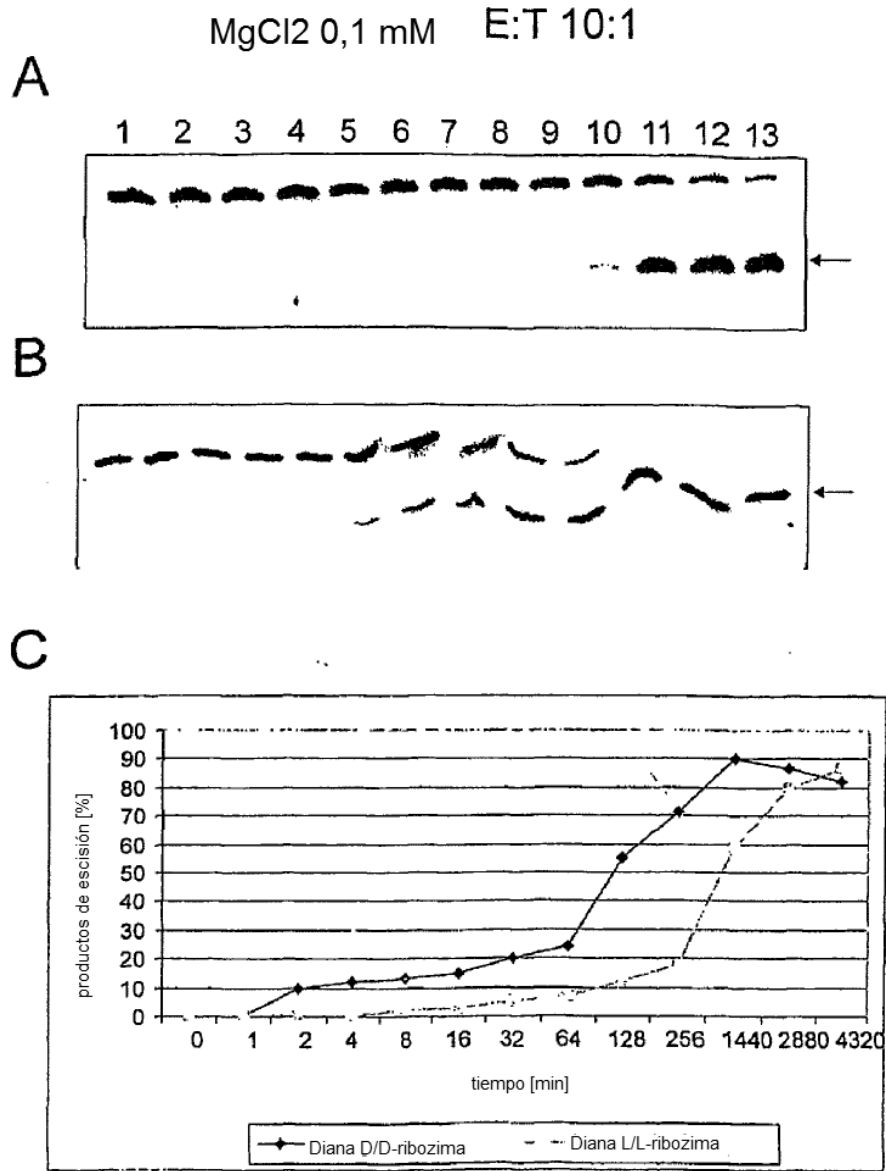 MgCl2 0,1 mM E:T 10:1
A
1 2 3 4 5 6 7 8 9 10 11 12 13
B
C
100
90
80
70
60
50
40
30
20
10
0
productos de escisión [%]
0 1 2 4 8 16 32 64 128 256 1440 2880 4320
tiempo [min]
Diana D/D-ribozima Diana L/L-ribozima